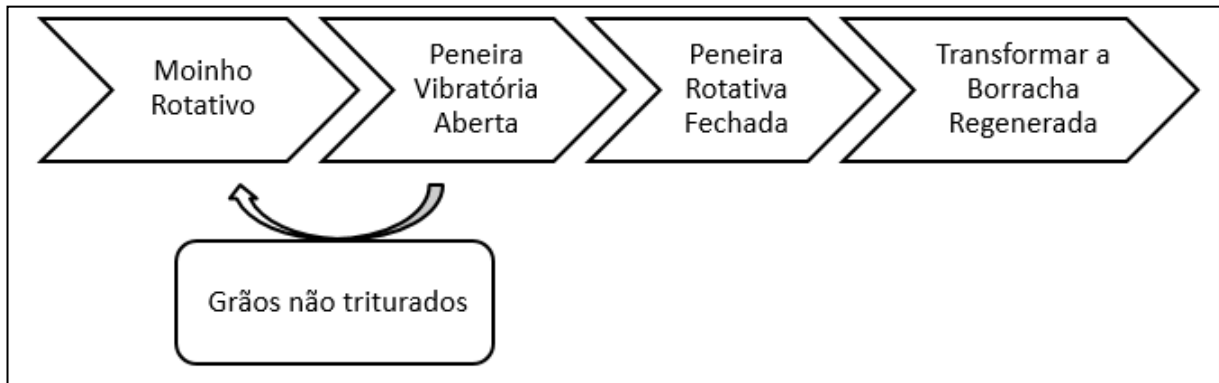 Moinho
Rotativo
Peneira
Vibratória
Aberta
Peneira
Rotativa
Fechada
Transformar a
Borracha
Regenerada
Grãos não triturados